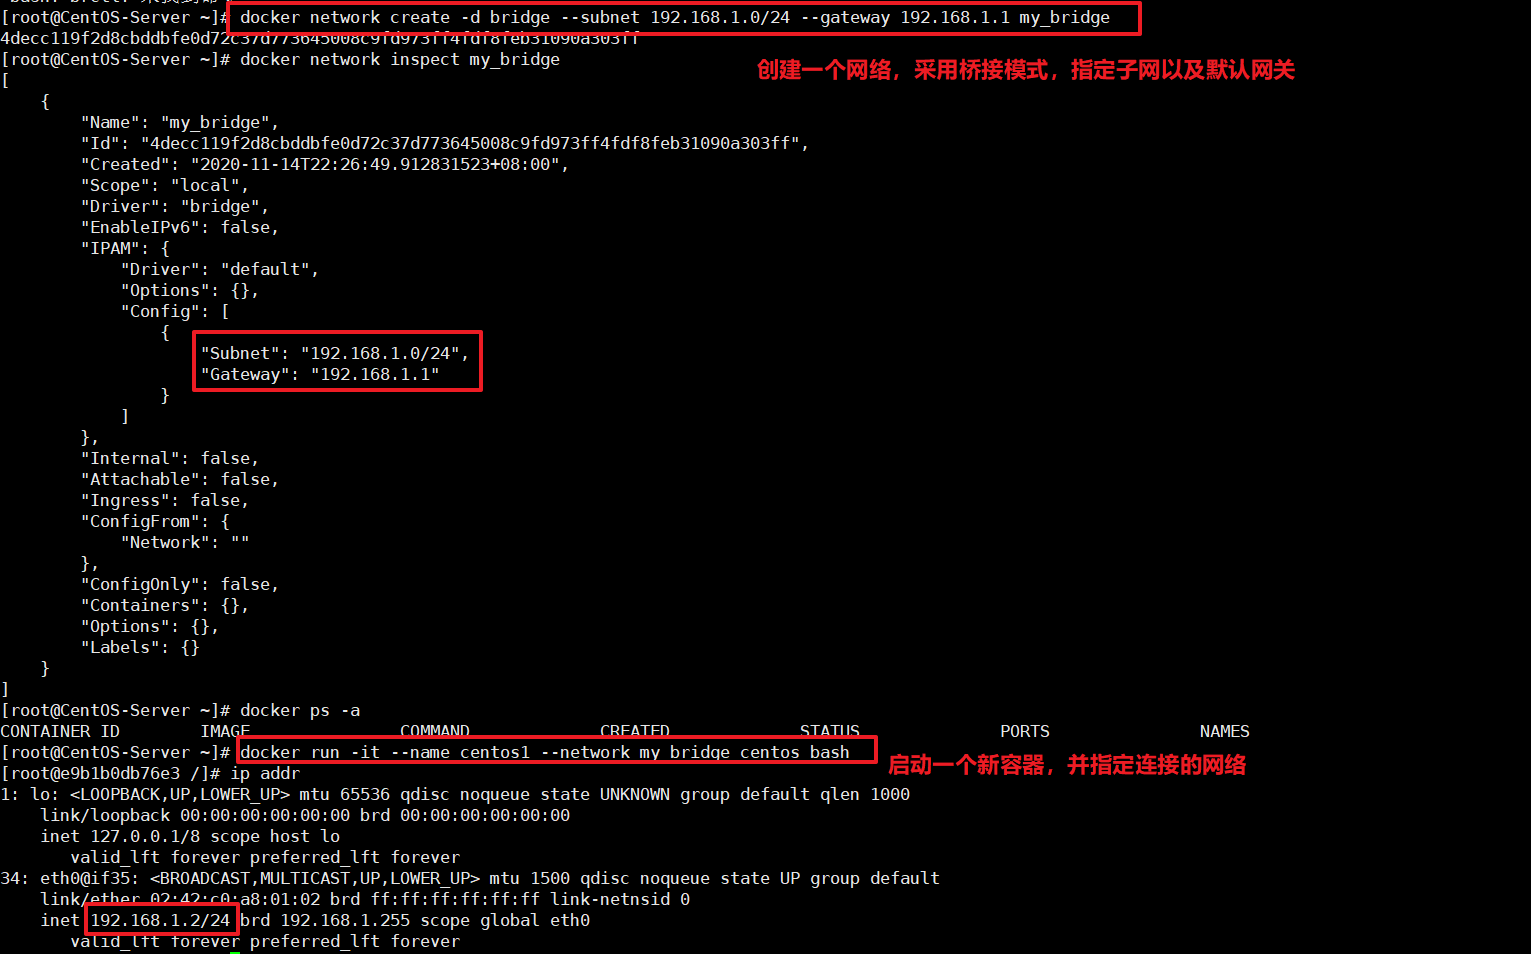 [root@CentOS-Server ~]# docker network create -d bridge --subnet 192.168.1.0/24 --gateway 192.168.1.1 my_bridge
4decc119f2d8cbddbfe0d72c37d773645008c9fd973ff4fdf8feb31090a303ff
[root@CentOS-Server ~]# docker network inspect my_bridge
创建一个网络，采用桥接模式，指定子网以及默认网关
[
    {
        "Name": "my_bridge",
        "Id": "4decc119f2d8cbddbfe0d72c37d773645008c9fd973ff4fdf8feb31090a303ff",
        "Created": "2020-11-14T22:26:49.912831523+08:00",
        "Scope": "local",
        "Driver": "bridge",
        "EnableIPv6": false,
        "IPAM": {
            "Driver": "default",
            "Options": {},
            "Config": [
                {
                    "Subnet": "192.168.1.0/24",
                    "Gateway": "192.168.1.1"
                }
            ]
        },
        "Internal": false,
        "Attachable": false,
        "Ingress": false,
        "ConfigFrom": {
            "Network": ""
        },
        "ConfigOnly": false,
        "Containers": {},
        "Options": {},
        "Labels": {}
    }
]
[root@CentOS-Server ~]# docker ps -a
CONTAINER ID        IMAGE               COMMAND             CREATED             STATUS              PORTS               NAMES
[root@CentOS-Server ~]# docker run -it --name centos1 --network my_bridge centos bash
启动一个新容器，并指定连接的网络
[root@e9b1b0db76e3 /]# ip addr
1: lo: <LOOPBACK,UP,LOWER_UP> mtu 65536 qdisc noqueue state UNKNOWN group default qlen 1000
    link/loopback 00:00:00:00:00:00 brd 00:00:00:00:00:00
    inet 127.0.0.1/8 scope host lo
       valid_lft forever preferred_lft forever
34: eth0@if35: <BROADCAST,MULTICAST,UP,LOWER_UP> mtu 1500 qdisc noqueue state UP group default
    link/ether 02:42:c0:a8:01:02 brd ff:ff:ff:ff:ff:ff link-netnsid 0
    inet 192.168.1.2/24 brd 192.168.1.255 scope global eth0
       valid_lft forever preferred_lft forever